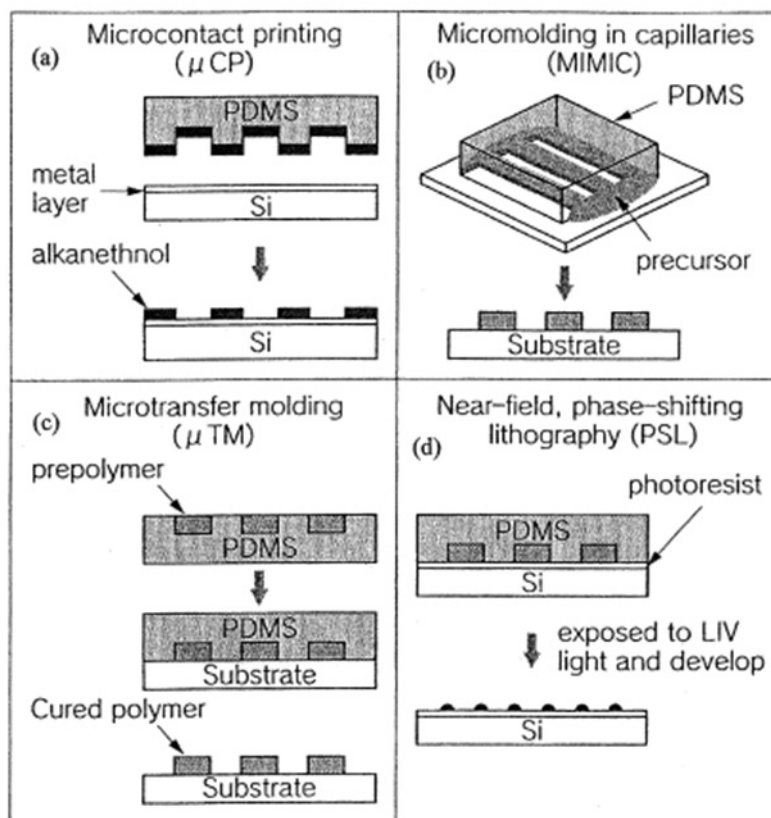 (a)
Microcontact printing
(μ CP)
PDMS
metal
layer
Si
alkanethnol
Si
(b)
Micromolding in capillaries
(MIMIC)
PDMS
precursor
Substrate
(c)
Microtransfer molding
(μ TM)
prepolymer
PDMS
PDMS
Substrate
Cured polymer
Substrate
Near-field, phase-shifting
lithography (PSL)
(d)
photoresist
PDMS
Si
exposed to LIV
light and develop
Si